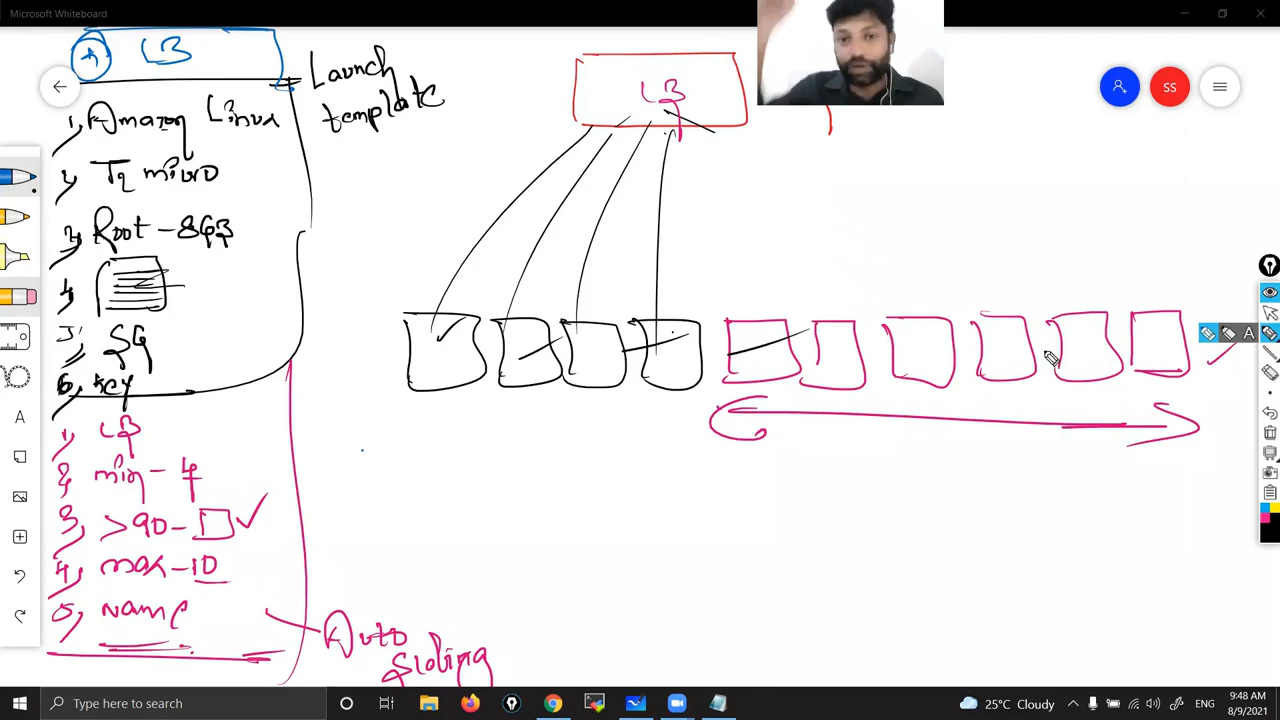 Microsoft Whiteboard
LB
Launch
template
1, Amazon Linux
2, T2 micro
3, Root - 8GB
4,
5, SG
6, key
1, LB
2, min - 4
3, >90 -
4, max - 10
5, Name
Auto
Scaling
LB
SS
A
A
Type here to search
25°C Cloudy
ENG
9:48 AM
8/9/2021